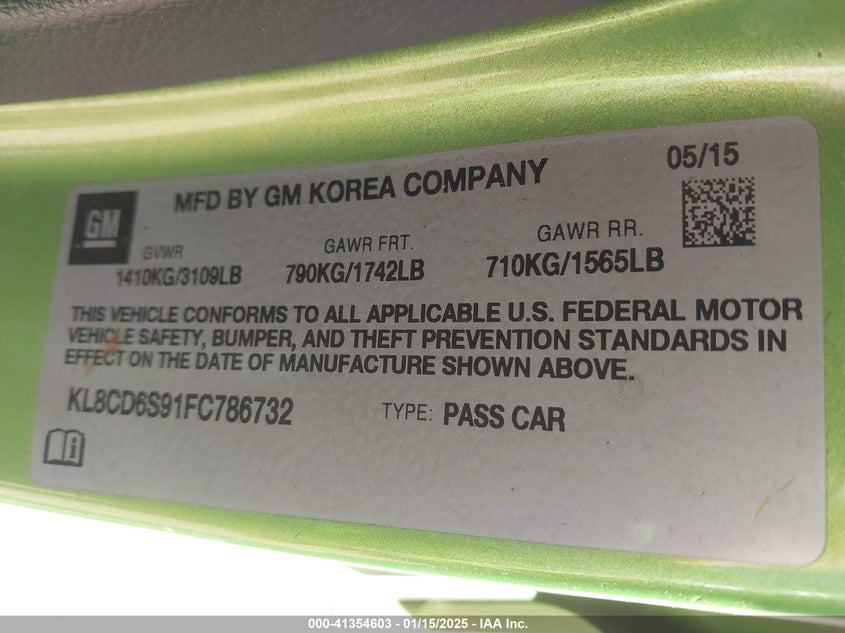 05/15
GM
MFD BY GM KOREA COMPANY
GVWR GAWR FRT. GAWR RR.
1410KG/3109LB 790KG/1742LB 710KG/1565LB
THIS VEHICLE CONFORMS TO ALL APPLICABLE U.S. FEDERAL MOTOR
VEHICLE SAFETY, BUMPER, AND THEFT PREVENTION STANDARDS IN
EFFECT ON THE DATE OF MANUFACTURE SHOWN ABOVE.
KL8CD6S91FC786732 TYPE: PASS CAR
000-41354603 - 01/15/2025 - IAA Inc.